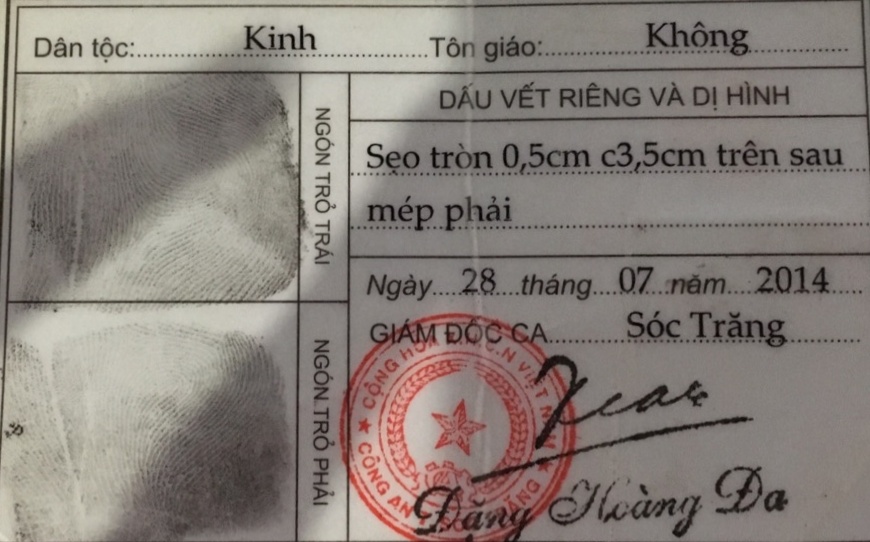 Dân tộc: Kinh Tôn giáo: Không
NGÓN TRỎ TRÁI
DẤU VẾT RIÊNG VÀ DỊ HÌNH
Sẹo tròn 0,5cm c3,5cm trên sau
mép phải
Ngày 28 tháng 07 năm 2014
GIÁM ĐỐC CA Sóc Trăng
NGÓN TRỎ PHẢI
CỘNG HÒA VIỆT NAM
CÔNG AN
Đặng Hoàng Đa